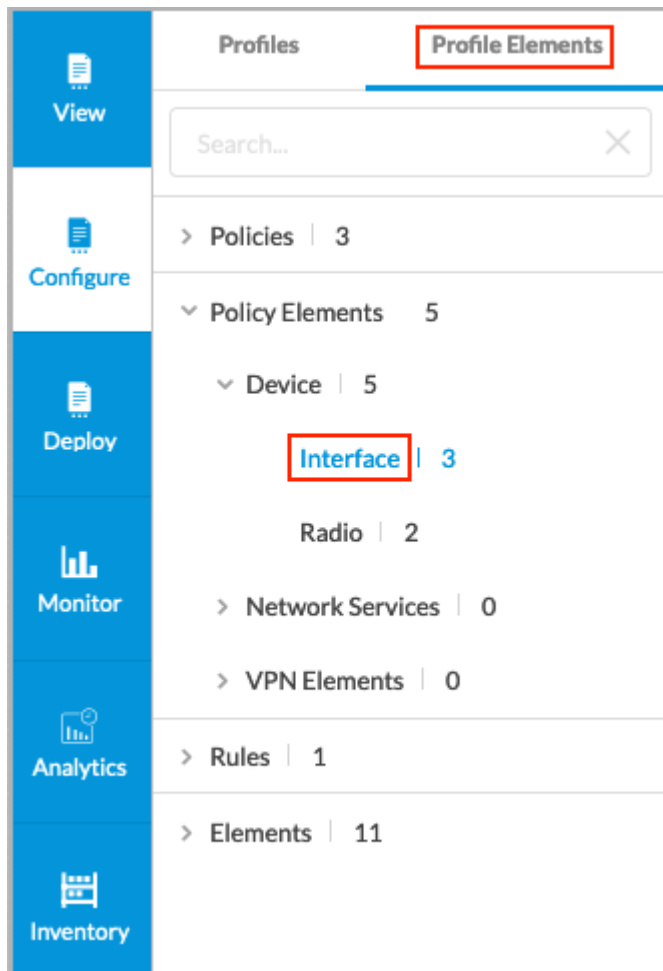 View
Configure
Deploy
Monitor
Analytics
Inventory
Profiles
Profile Elements
Search...
Policies 3
Policy Elements 5
Device 5
Interface 3
Radio 2
Network Services 0
VPN Elements 0
Rules 1
Elements 11